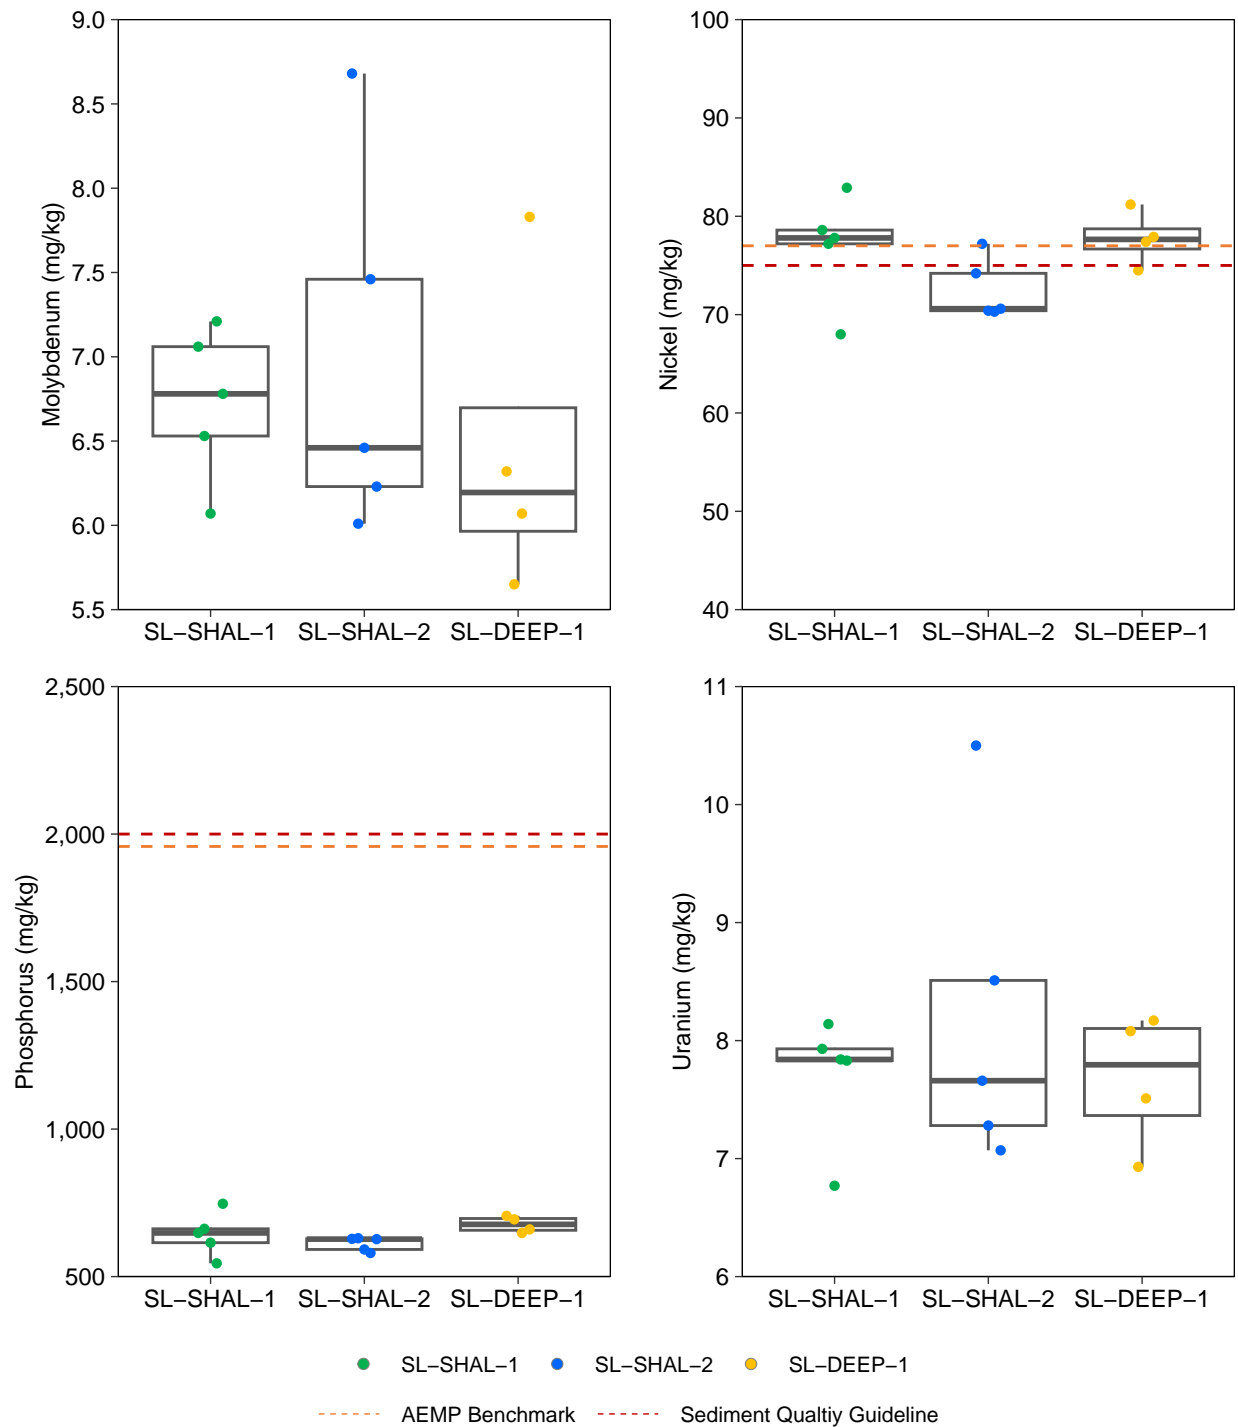 Molybdenum (mg/kg)
9.0
8.5
8.0
7.5
7.0
6.5
6.0
5.5
SL–SHAL–1 SL–SHAL–2 SL–DEEP–1
Nickel (mg/kg)
100
90
80
70
60
50
40
SL–SHAL–1 SL–SHAL–2 SL–DEEP–1
Phosphorus (mg/kg)
2,500
2,000
1,500
1,000
500
SL–SHAL–1 SL–SHAL–2 SL–DEEP–1
Uranium (mg/kg)
11
10
9
8
7
6
SL–SHAL–1 SL–SHAL–2 SL–DEEP–1
SL–SHAL–1 SL–SHAL–2 SL–DEEP–1
AEMP Benchmark Sediment Qualtiy Guideline